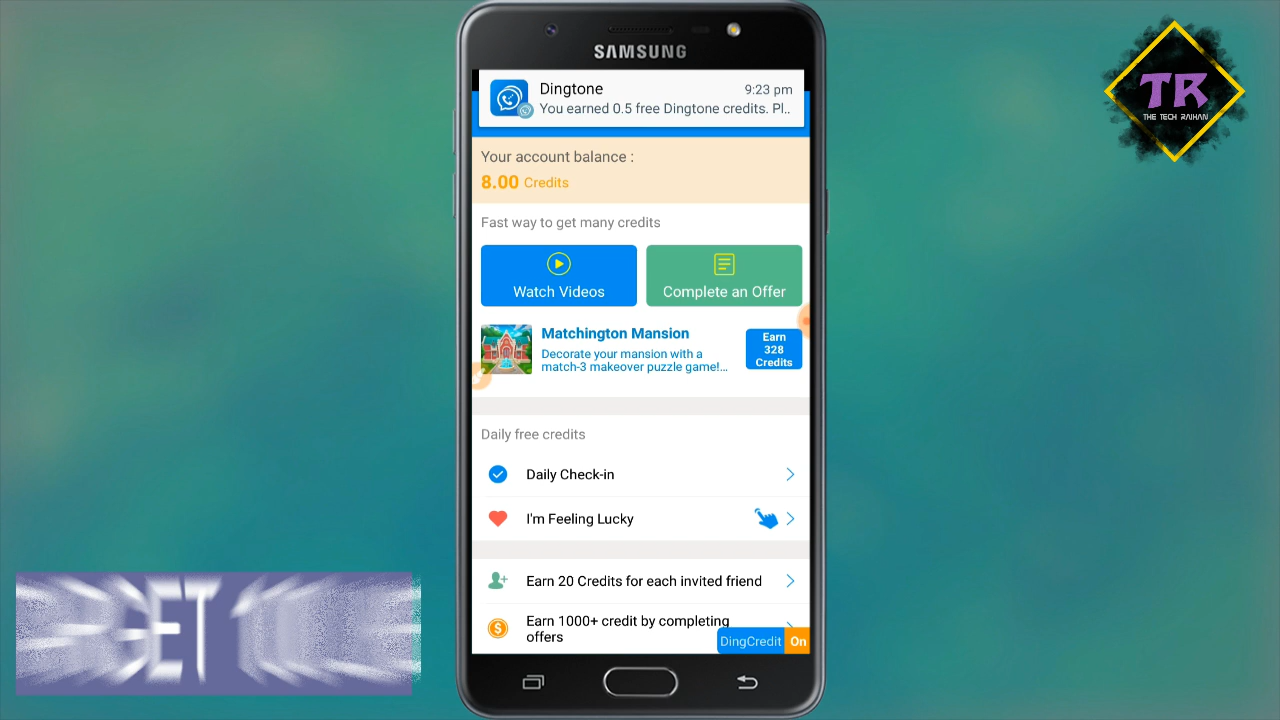 SAMSUNG
Dingtone
9:23 pm
You earned 0.5 free Dingtone credits. Pl..
Your account balance :
8.00 Credits
Fast way to get many credits
Watch Videos
Complete an Offer
Matchington Mansion
Decorate your mansion with a
match-3 makeover puzzle game!...
Earn
328
Credits
Daily free credits
Daily Check-in
I'm Feeling Lucky
Earn 20 Credits for each invited friend
Earn 1000+ credit by completing
offers
DingCredit On
TR
THE TECH RAIHAN
GET